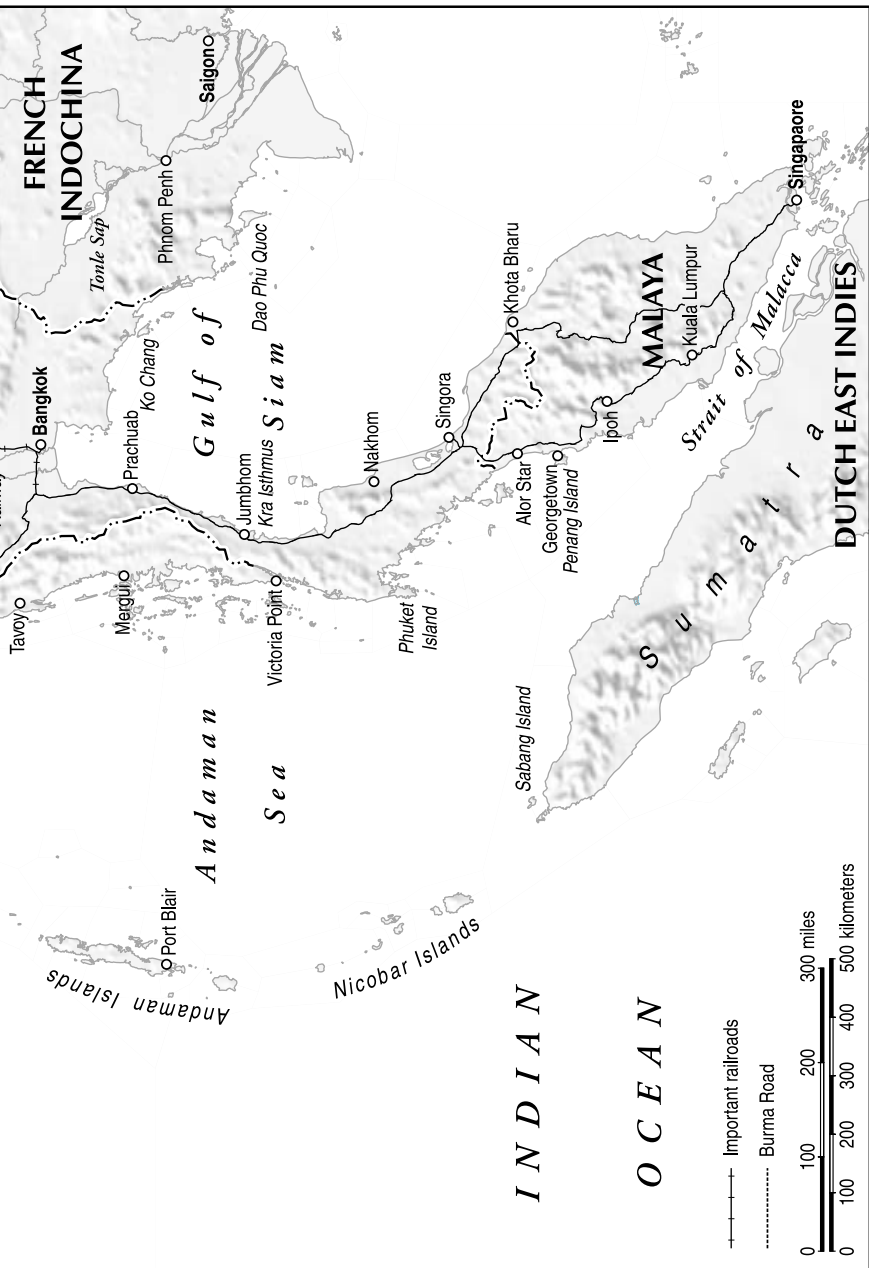 FRENCH
INDOCHINA
Saigon
Phnom Penh
Tonle Sap
Dao Phu Quoc
Ko Chang
Gulf of
Siam
Bangkok
Prachuab
Jumbhom
Kra Isthmus
Nakhom
Singora
Khota Bharu
MALAYA
Kuala Lumpur
Singapaore
Strait of Malacca
DUTCH EAST INDIES
Ipoh
Alor Star
Georgetown
Penang Island
Tavoy
Mergui
Victoria Point
Phuket
Island
Sumatra
Sabang Island
Andaman
Sea
Port Blair
Andaman Islands
Nicobar Islands
INDIAN
OCEAN
Important railroads
Burma Road
0 100 200 300 miles
0 100 200 300 400 500 kilometers